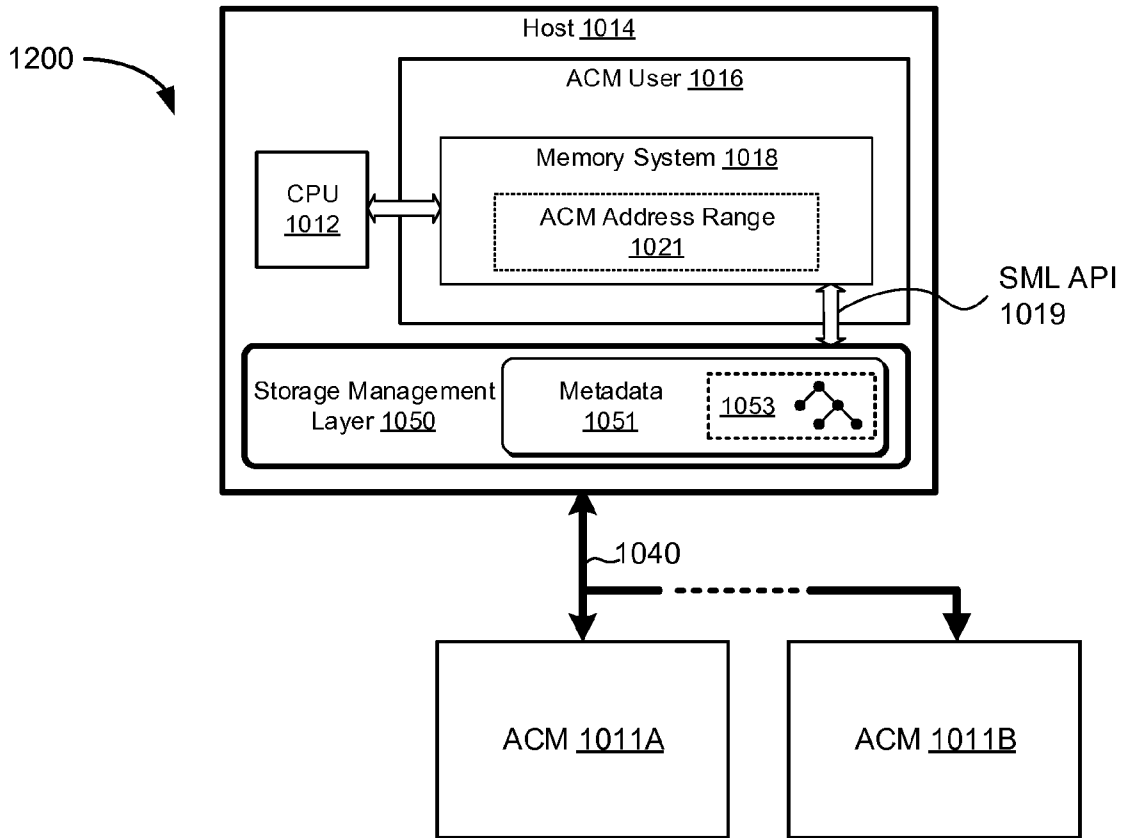 Host 1014
1200
ACM User 1016
Memory System 1018
CPU
1012
ACM Address Range
1021
SML API
1019
Storage Management
Layer 1050
Metadata
1051
1053
1040
ACM 1011A
ACM 1011B